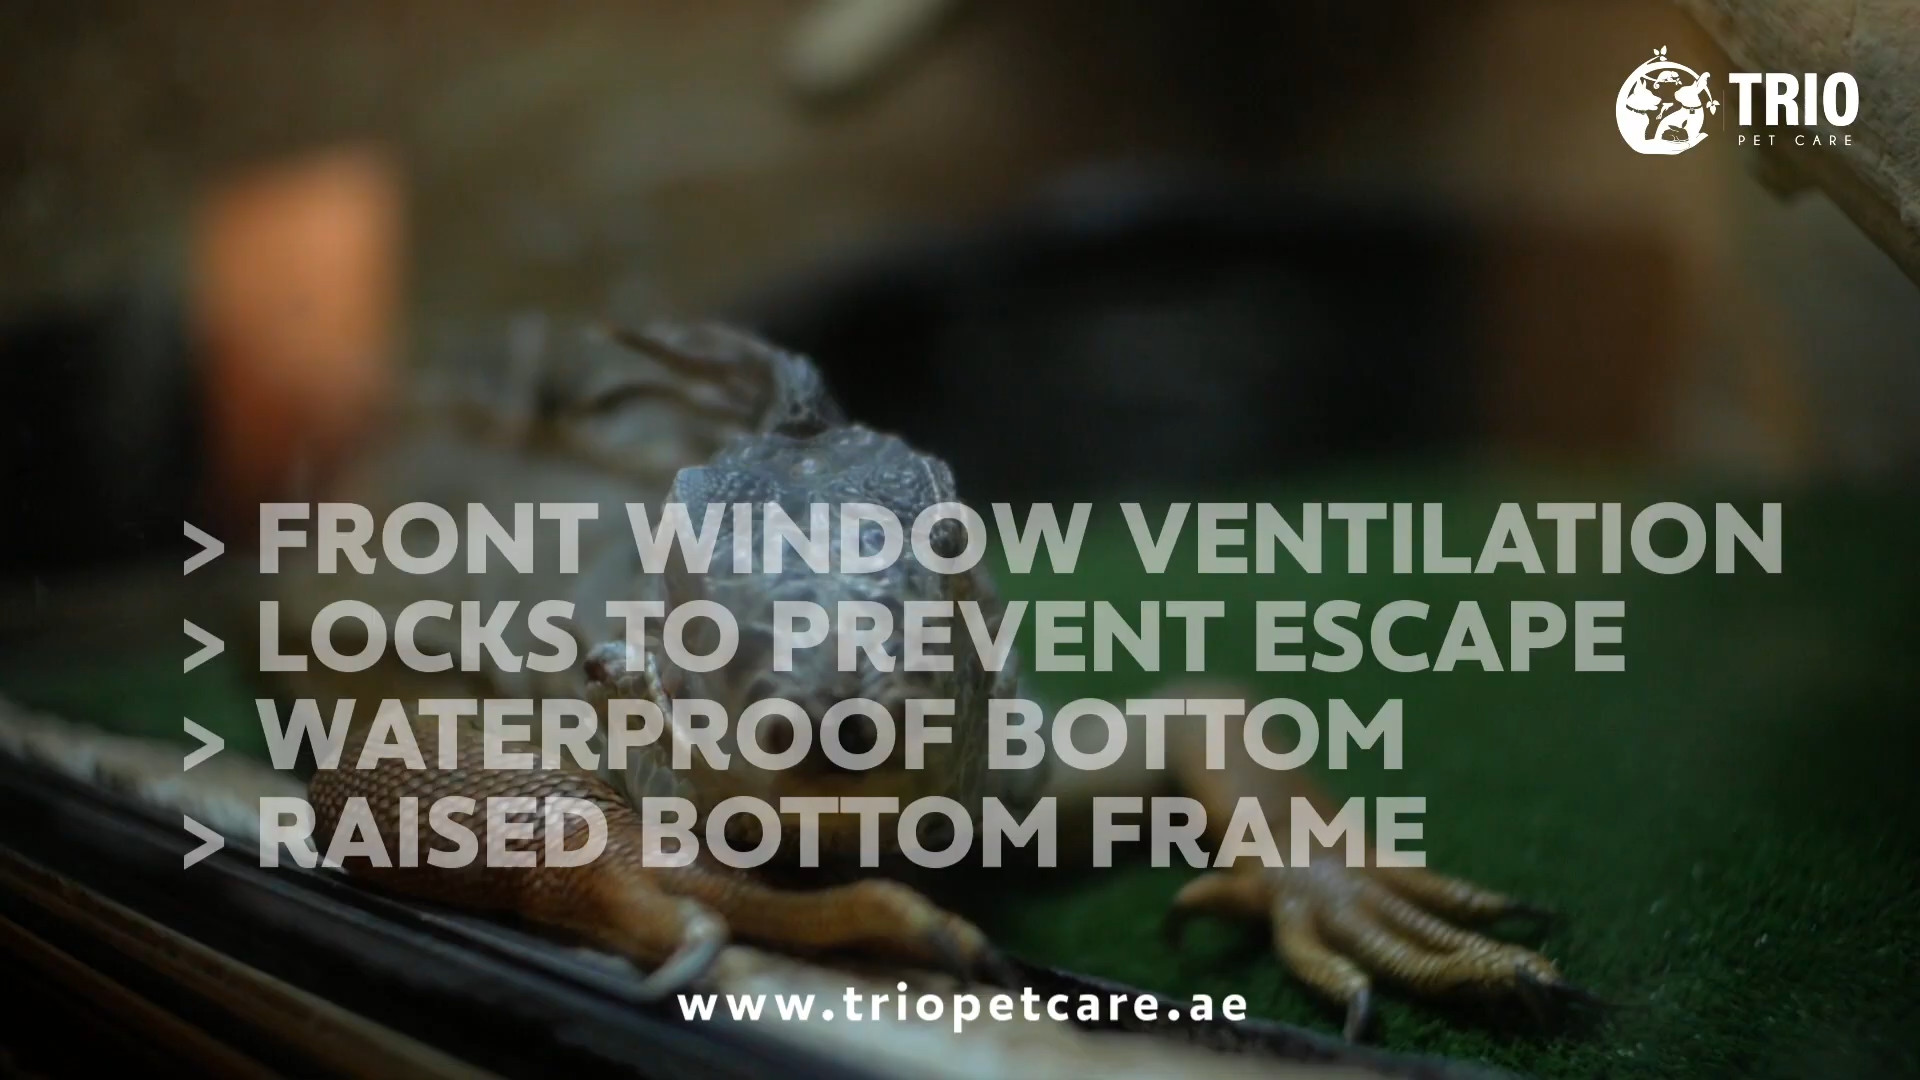 TRIO
PET CARE
> FRONT WINDOW VENTILATION
> LOCKS TO PREVENT ESCAPE
> WATERPROOF BOTTOM
> RAISED BOTTOM FRAME
www.triopetcare.ae